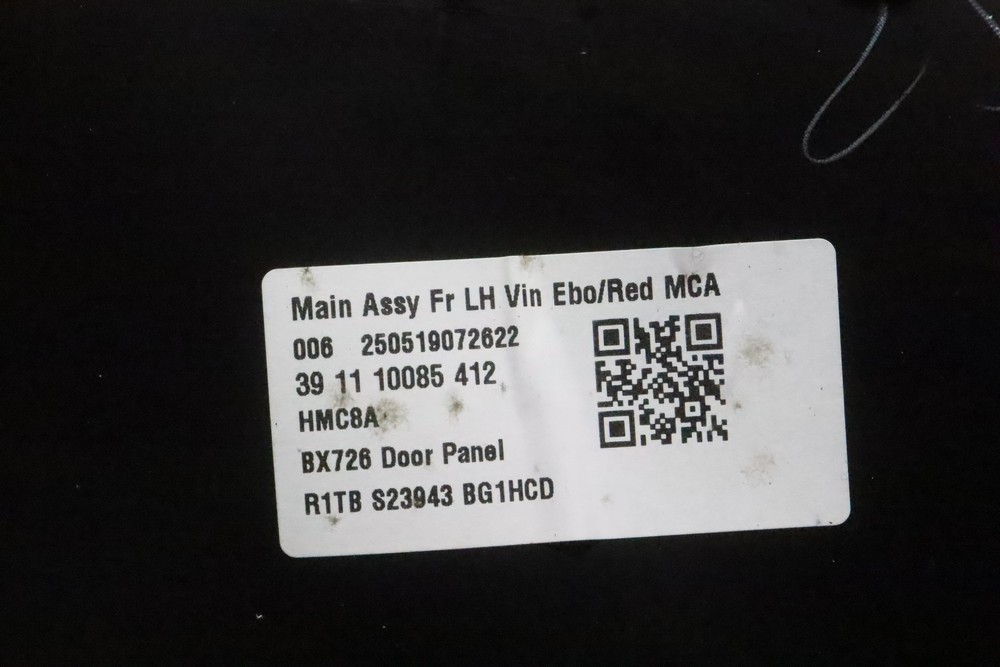 Main Assy Fr LH Vin Ebo/Red MCA
006 250519072622
39 11 10085 412
HMC8A
BX726 Door Panel
R1TB S23943 BG1HCD